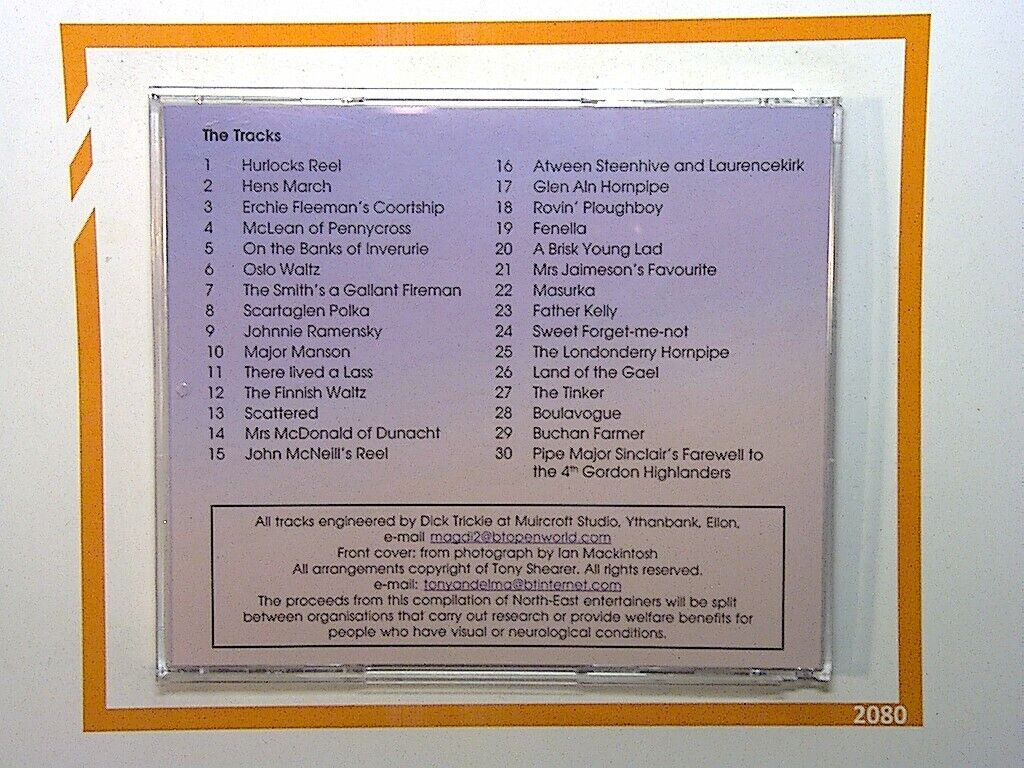 The Tracks
1 Hurlocks Reel
2 Hens March
3 Erchie Fleeman's Coortship
4 McLean of Pennycross
5 On the Banks of Inverurie
6 Oslo Waltz
7 The Smith's a Gallant Fireman
8 Scartaglen Polka
9 Johnnie Ramensky
10 Major Manson
11 There lived a Lass
12 The Finnish Waltz
13 Scattered
14 Mrs McDonald of Dunacht
15 John McNeill's Reel
16 Atween Steenhive and Laurencekirk
17 Glen Aln Hornpipe
18 Rovin' Ploughboy
19 Fenella
20 A Brisk Young Lad
21 Mrs Jaimeson's Favourite
22 Masurka
23 Father Kelly
24 Sweet Forget-me-not
25 The Londonderry Hornpipe
26 Land of the Gael
27 The Tinker
28 Boulavogue
29 Buchan Farmer
30 Pipe Major Sinclair's Farewell to
the 4th Gordon Highlanders
All tracks engineered by Dick Trickie at Muircroft Studio, Ythanbank, Ellon,
e-mail magdi2@btopenworld.com
Front cover: from photograph by Ian Mackintosh
All arrangements copyright of Tony Shearer. All rights reserved.
e-mail: tonyandelma@btinternet.com
The proceeds from this compilation of North-East entertainers will be split
between organisations that carry out research or provide welfare benefits for
people who have visual or neurological conditions.
2080